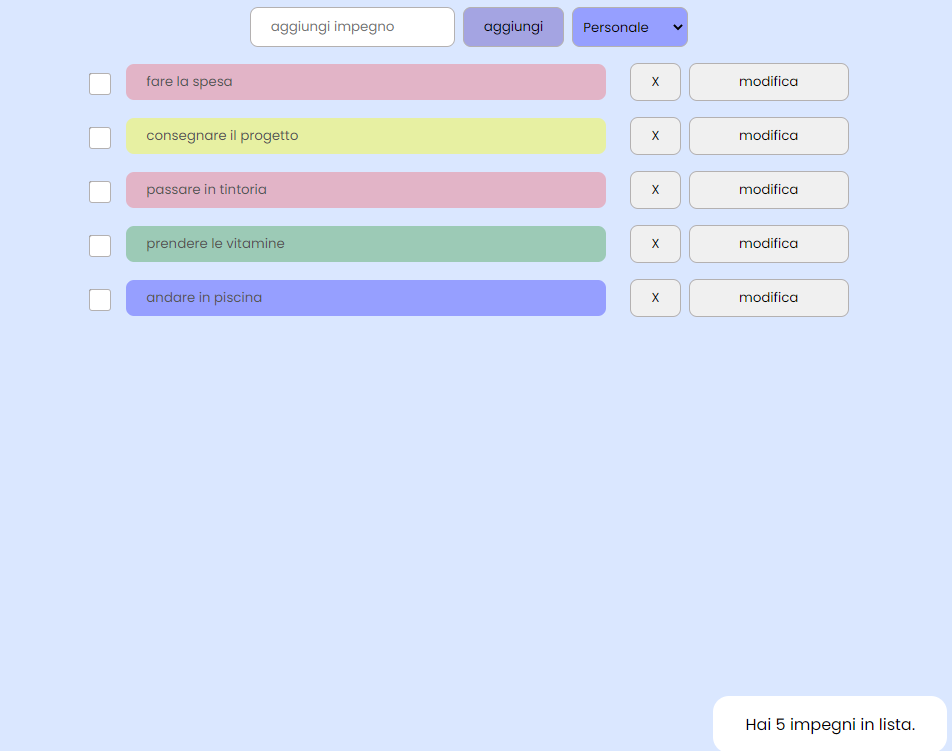 aggiungi impegno aggiungi Personale
fare la spesa X modifica
consegnare il progetto X modifica
passare in tintoria X modifica
prendere le vitamine X modifica
andare in piscina X modifica
Hai 5 impegni in lista.